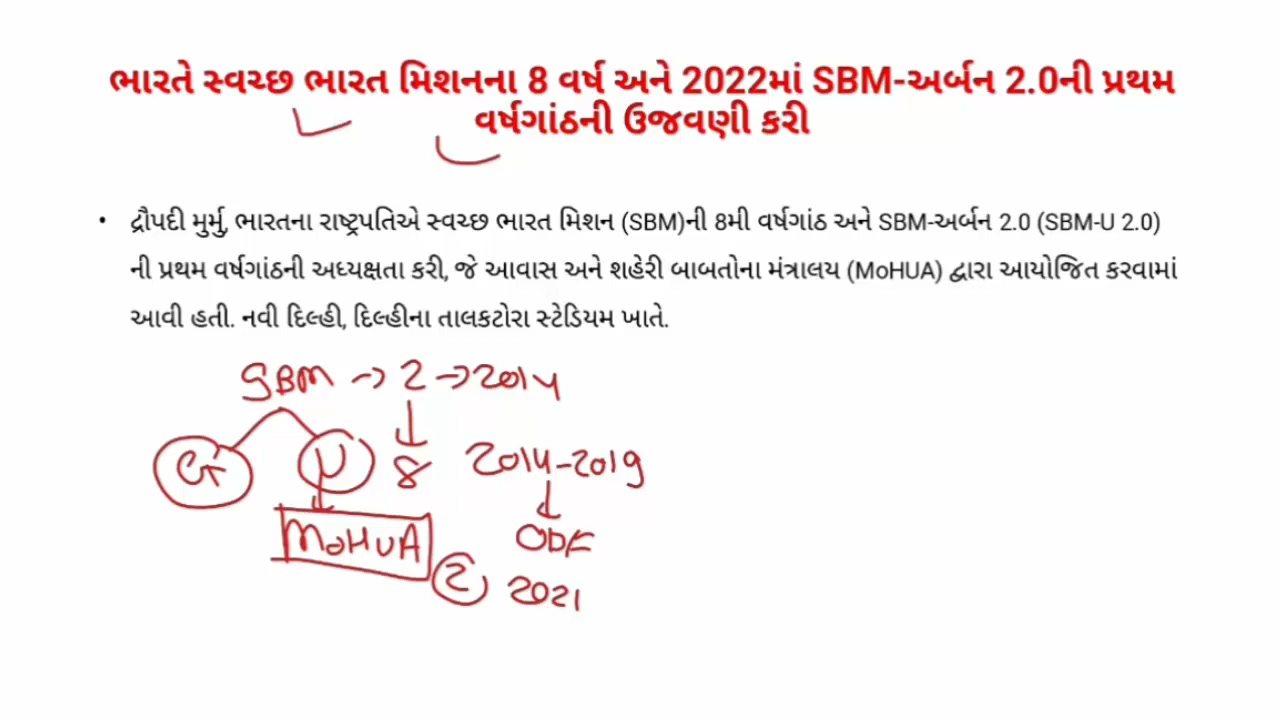 ભારતે સ્વચ્છ ભારત મિશનના 8 વર્ષ અને 2022માં SBM-અર્બન 2.0ની પ્રથમ
વર્ષગાંઠની ઉજવણી કરી
• દ્રૌપદી મુર્મુ, ભારતના રાષ્ટ્રપતિએ સ્વચ્છ ભારત મિશન (SBM)ની 8મી વર્ષગાંઠ અને SBM-અર્બન 2.0 (SBM-U 2.0)
ની પ્રથમ વર્ષગાંઠની અધ્યક્ષતા કરી, જે આવાસ અને શહેરી બાબતોના મંત્રાલય (MoHUA) દ્વારા આયોજિત કરવામાં
આવી હતી. નવી દિલ્હી, દિલ્હીના તાલકટોરા સ્ટેડિયમ ખાતે.
SBM → 2 → 2014
G U 8 2014-2019
MoHUA ODF
2 2021